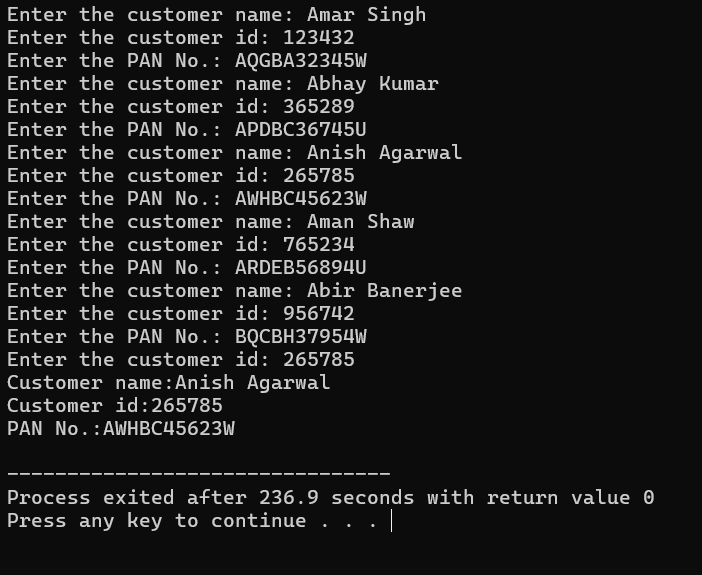 Enter the customer name: Amar Singh
Enter the customer id: 123432
Enter the PAN No.: AQGBA32345W
Enter the customer name: Abhay Kumar
Enter the customer id: 365289
Enter the PAN No.: APDBC36745U
Enter the customer name: Anish Agarwal
Enter the customer id: 265785
Enter the PAN No.: AWHBC45623W
Enter the customer name: Aman Shaw
Enter the customer id: 765234
Enter the PAN No.: ARDEB56894U
Enter the customer name: Abir Banerjee
Enter the customer id: 956742
Enter the PAN No.: BQCBH37954W
Enter the customer id: 265785
Customer name:Anish Agarwal
Customer id:265785
PAN No.:AWHBC45623W
--------------------------------
Process exited after 236.9 seconds with return value 0
Press any key to continue . . .